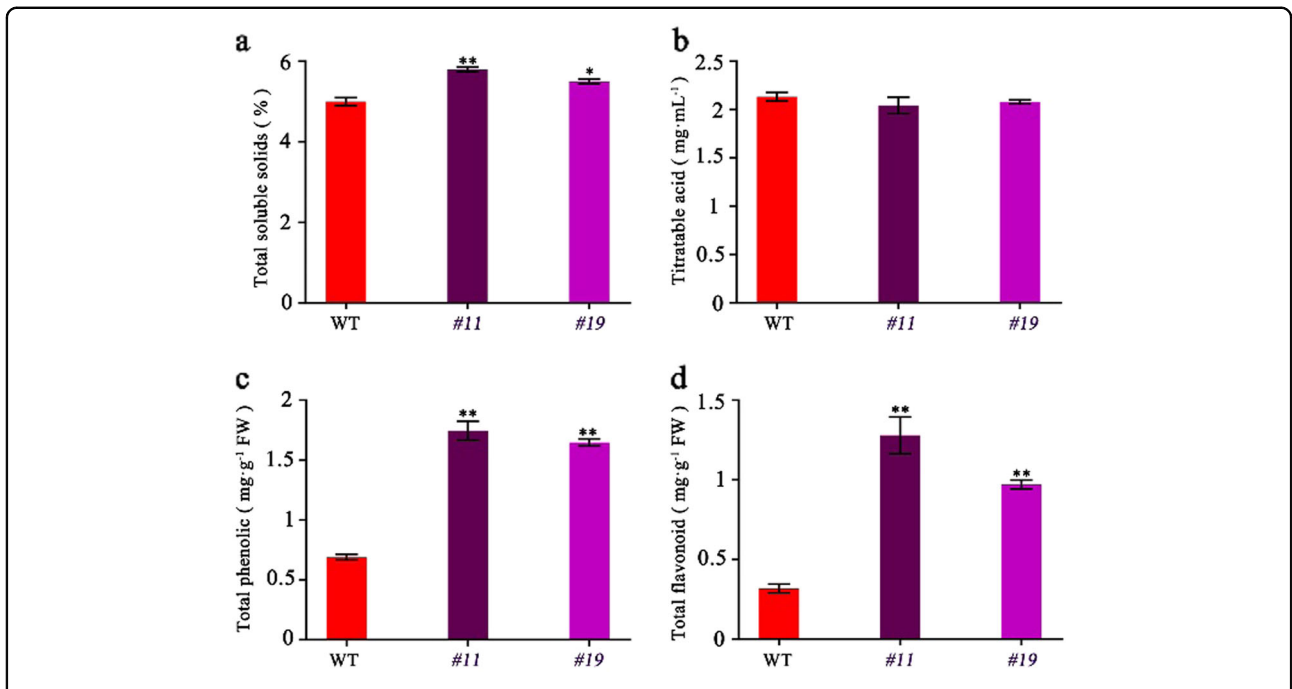 a
Total soluble solids ( % )
6
4
2
0
**
*
WT
#11
#19
b
Titratable acid ( mg·mL⁻¹ )
2.5
2
1.5
1
0.5
0
WT
#11
#19
c
Total phenolic ( mg·g⁻¹ FW )
2
1.5
1
0.5
0
**
**
WT
#11
#19
d
Total flavonoid ( mg·g⁻¹ FW )
1.5
1
0.5
0
**
**
WT
#11
#19